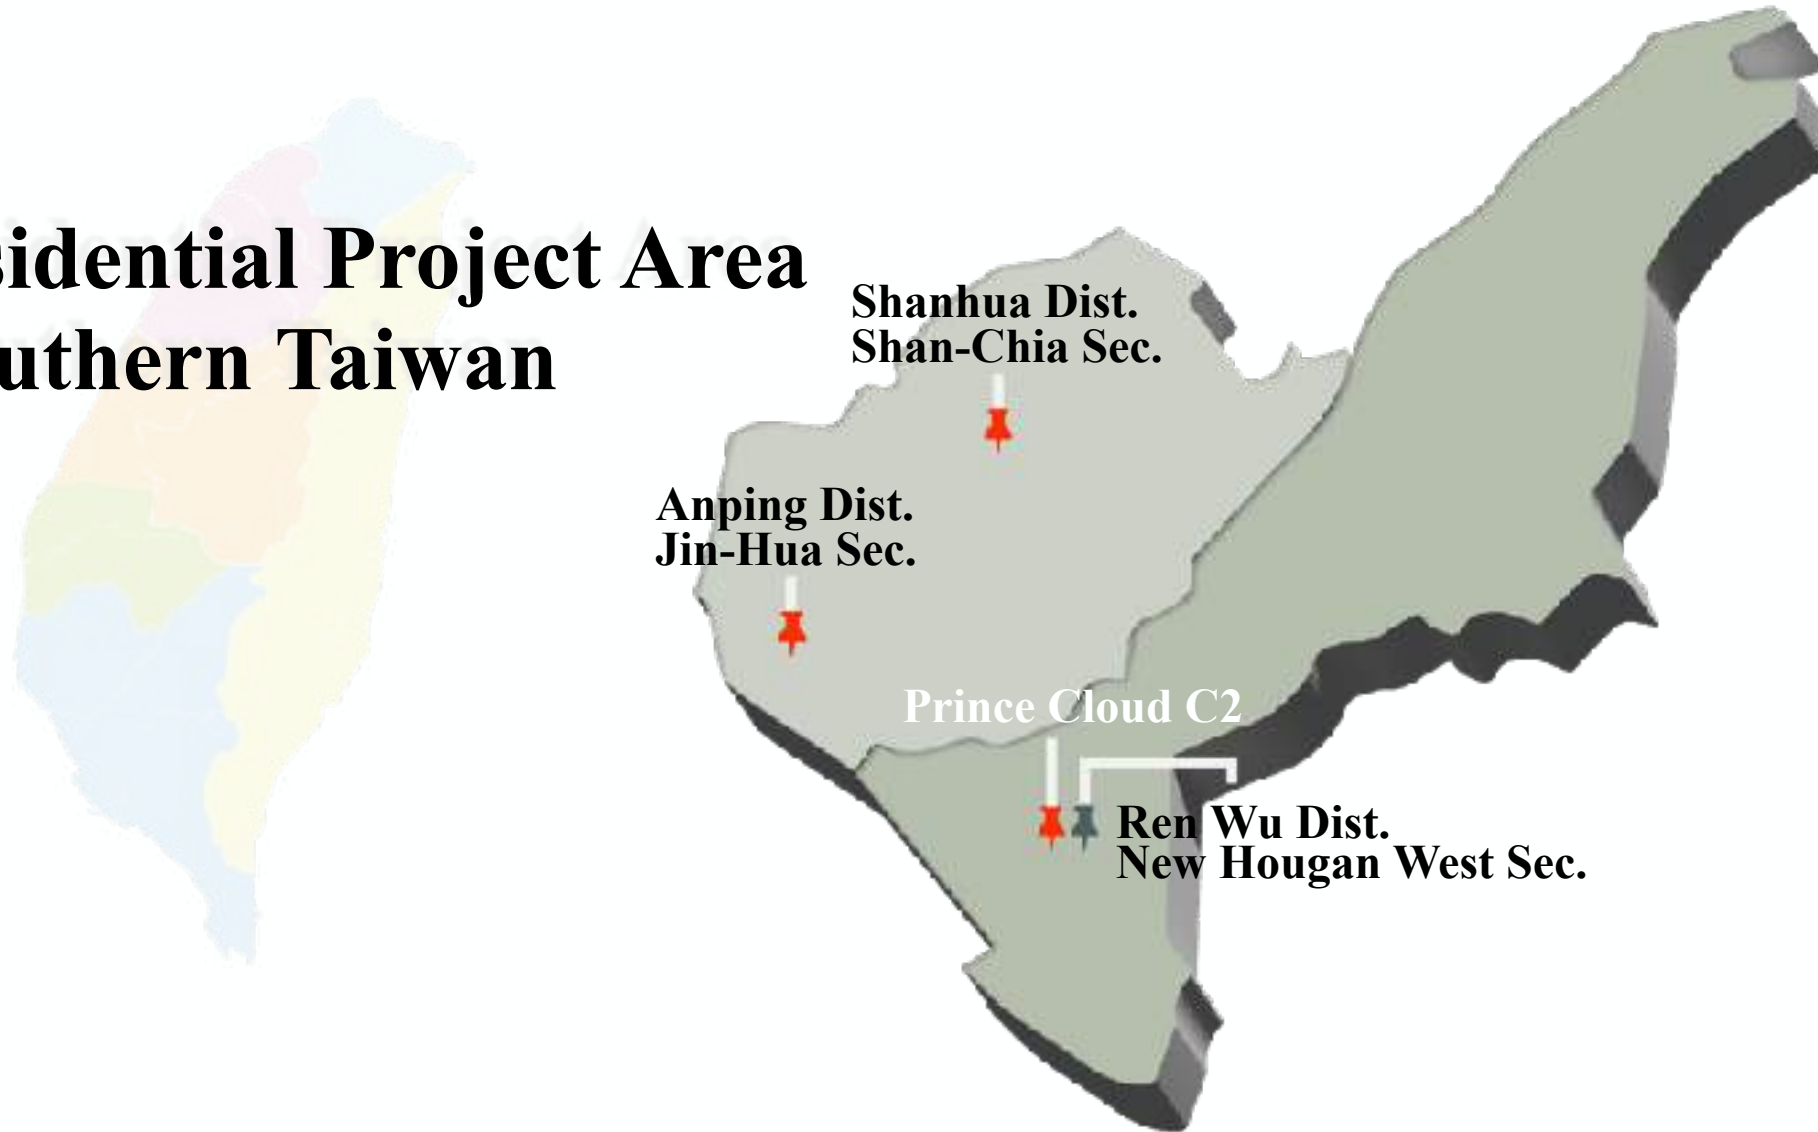 sidential Project Area
uthern Taiwan
Shanhua Dist.
Shan-Chia Sec.
Anping Dist.
Jin-Hua Sec.
Prince Cloud C2
Ren Wu Dist.
New Hougan West Sec.